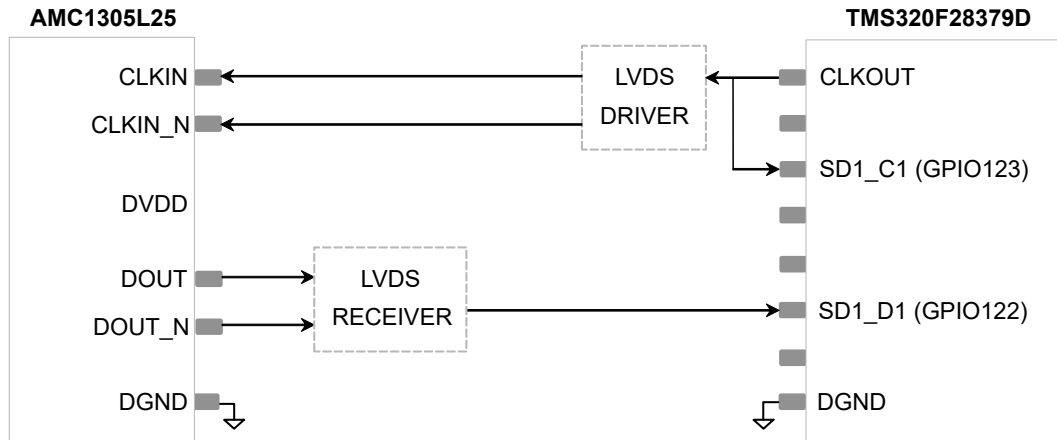 AMC1305L25
TMS320F28379D
CLKIN
CLKIN_N
DVDD
DOUT
DOUT_N
DGND
LVDS
DRIVER
LVDS
RECEIVER
CLKOUT
SD1_C1 (GPIO123)
SD1_D1 (GPIO122)
DGND